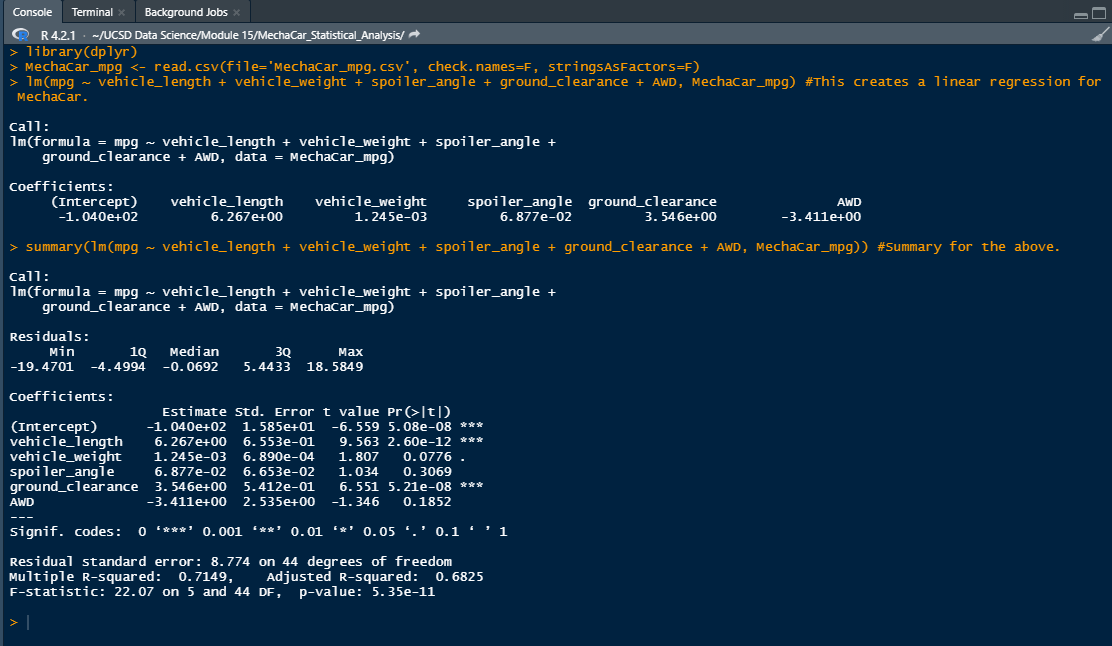 Console Terminal × Background Jobs ×
R 4.2.1 · ~/UCSD Data Science/Module 15/MechaCar_Statistical_Analysis/
> library(dplyr)
> MechaCar_mpg <- read.csv(file='MechaCar_mpg.csv', check.names=F, stringsAsFactors=F)
> lm(mpg ~ vehicle_length + vehicle_weight + spoiler_angle + ground_clearance + AWD, MechaCar_mpg) #This creates a linear regression for
MechaCar.
Call:
lm(formula = mpg ~ vehicle_length + vehicle_weight + spoiler_angle +
    ground_clearance + AWD, data = MechaCar_mpg)
Coefficients:
     (Intercept)    vehicle_length    vehicle_weight     spoiler_angle  ground_clearance               AWD
      -1.040e+02         6.267e+00         1.245e-03         6.877e-02         3.546e+00        -3.411e+00
> summary(lm(mpg ~ vehicle_length + vehicle_weight + spoiler_angle + ground_clearance + AWD, MechaCar_mpg)) #Summary for the above.
Call:
lm(formula = mpg ~ vehicle_length + vehicle_weight + spoiler_angle +
    ground_clearance + AWD, data = MechaCar_mpg)
Residuals:
     Min       1Q   Median       3Q      Max
-19.4701  -4.4994  -0.0692   5.4433  18.5849
Coefficients:
                   Estimate Std. Error t value Pr(>|t|)
(Intercept)      -1.040e+02  1.585e+01  -6.559 5.08e-08 ***
vehicle_length    6.267e+00  6.553e-01   9.563 2.60e-12 ***
vehicle_weight    1.245e-03  6.890e-04   1.807   0.0776 .
spoiler_angle     6.877e-02  6.653e-02   1.034   0.3069
ground_clearance  3.546e+00  5.412e-01   6.551 5.21e-08 ***
AWD              -3.411e+00  2.535e+00  -1.346   0.1852
---
Signif. codes:  0 ‘***’ 0.001 ‘**’ 0.01 ‘*’ 0.05 ‘.’ 0.1 ‘ ’ 1
Residual standard error: 8.774 on 44 degrees of freedom
Multiple R-squared:  0.7149,    Adjusted R-squared:  0.6825
F-statistic: 22.07 on 5 and 44 DF,  p-value: 5.35e-11
>